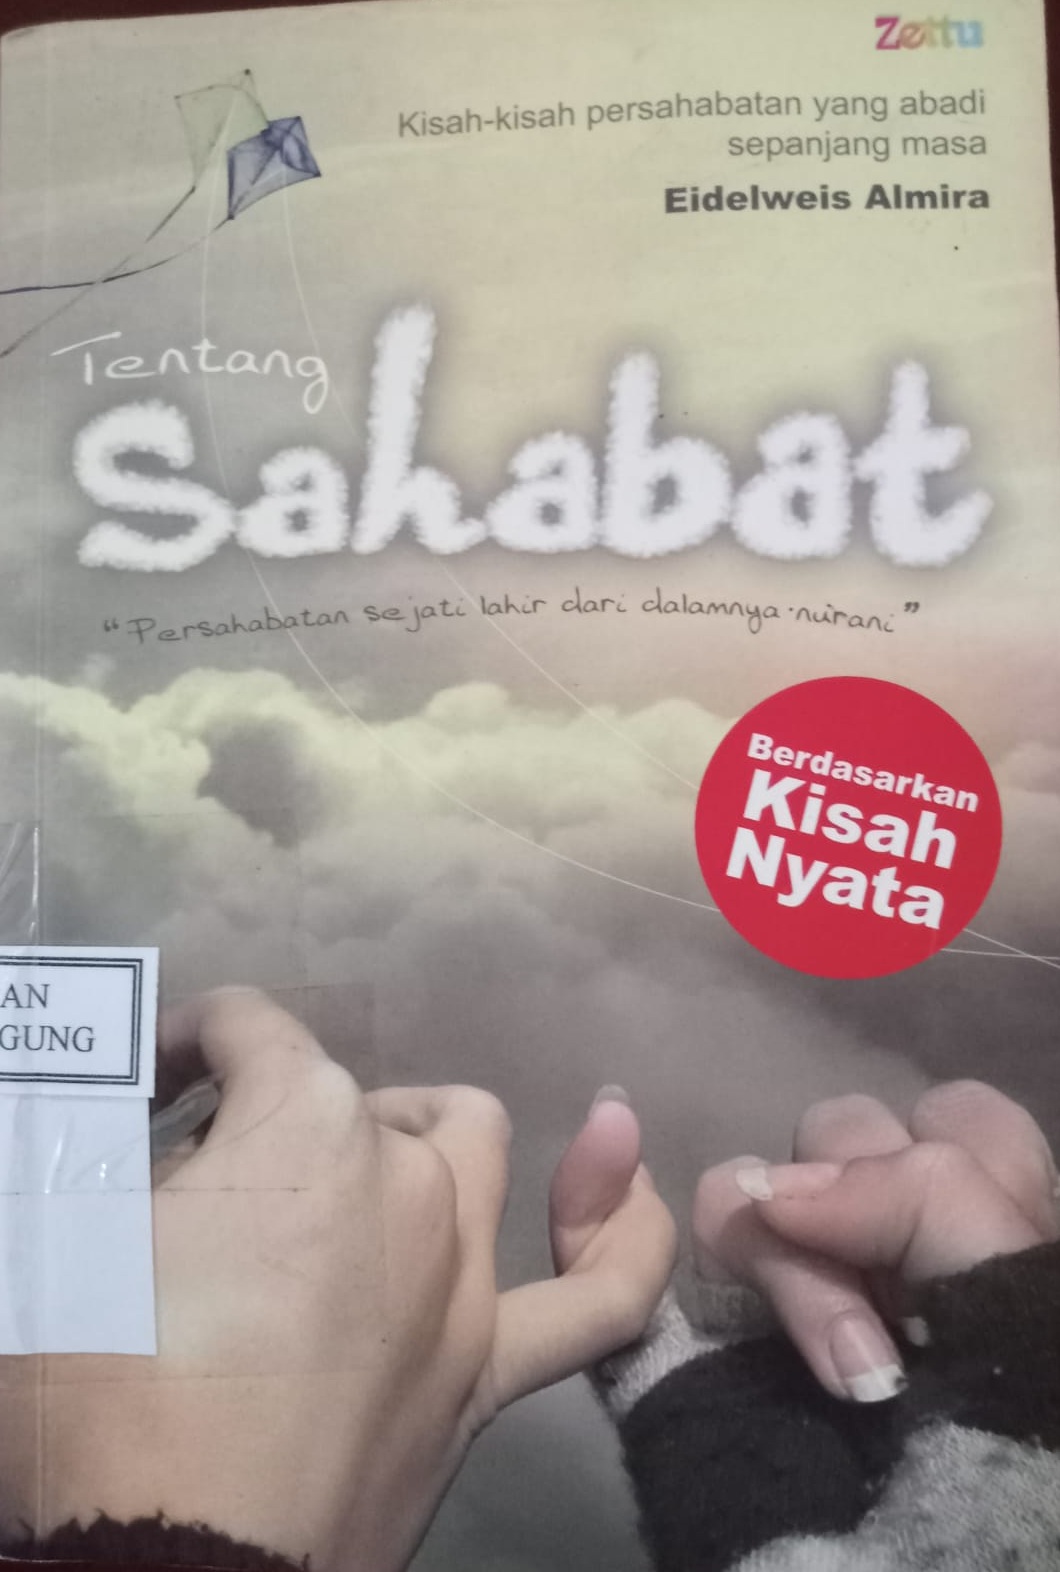 Zettu
Kisah-kisah persahabatan yang abadi
sepanjang masa
Eidelweis Almira
Tentang
Sahabat
"Persahabatan sejati lahir dari dalamnya nurani"
Berdasarkan
Kisah
Nyata
AN
GUNG